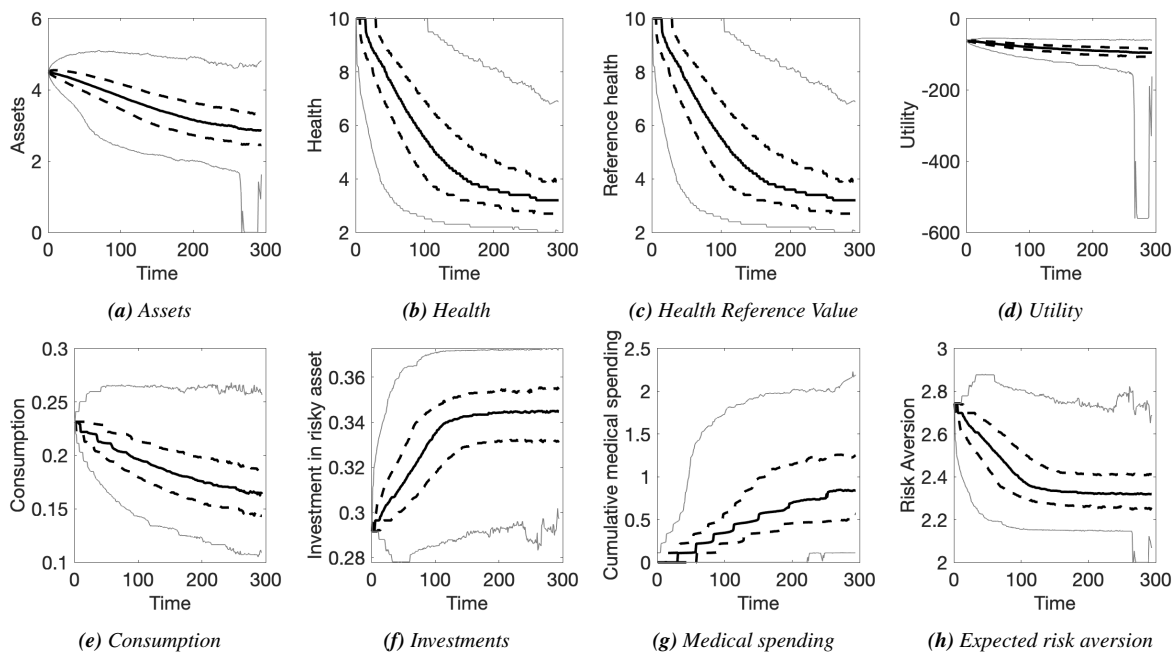 6
4
2
0
Assets
0 100 200 300
Time
(a) Assets
10
8
6
4
2
Health
0 100 200 300
Time
(b) Health
10
8
6
4
2
Reference health
0 100 200 300
Time
(c) Health Reference Value
0
-200
-400
-600
Utility
0 100 200 300
Time
(d) Utility
0.3
0.25
0.2
0.15
0.1
Consumption
0 100 200 300
Time
(e) Consumption
0.36
0.34
0.32
0.3
0.28
Investment in risky asset
0 100 200 300
Time
(f) Investments
2.5
2
1.5
1
0.5
0
Cumulative medical spending
0 100 200 300
Time
(g) Medical spending
3
2.8
2.6
2.4
2.2
2
Risk Aversion
0 100 200 300
Time
(h) Expected risk aversion